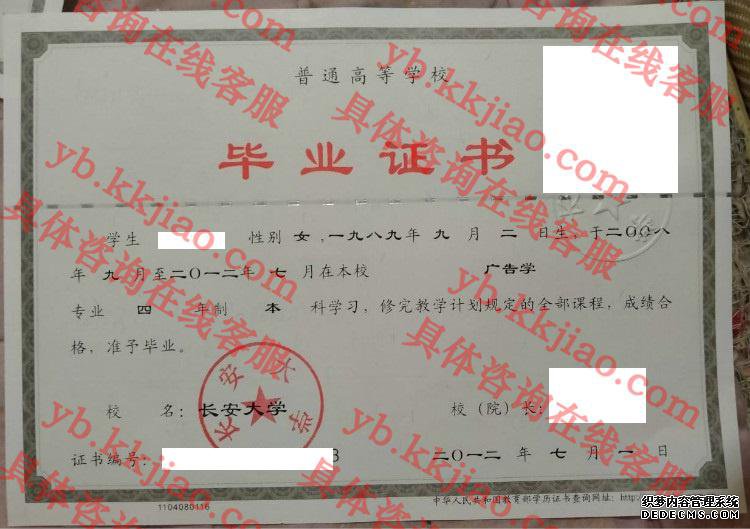 普通高等学校
毕业证书
学生 性别 女,一九八九年 九 月 二 日生,于二〇〇八
年 九 月至二〇一二年 七 月在本校 广告学
专业 四 年制 本 科学习,修完教学计划规定的全部课程,成绩合
格,准予毕业。
校 名:长安大学 校(院)长:
长安大学
证书编号: 3 二〇一二 年 七 月 一 日
1104080116 中华人民共和国教育部学历证书查询网址:http:
yb.kkjiao.com
具体咨询在线客服
织梦内容管理系统
DEDECMS.COM